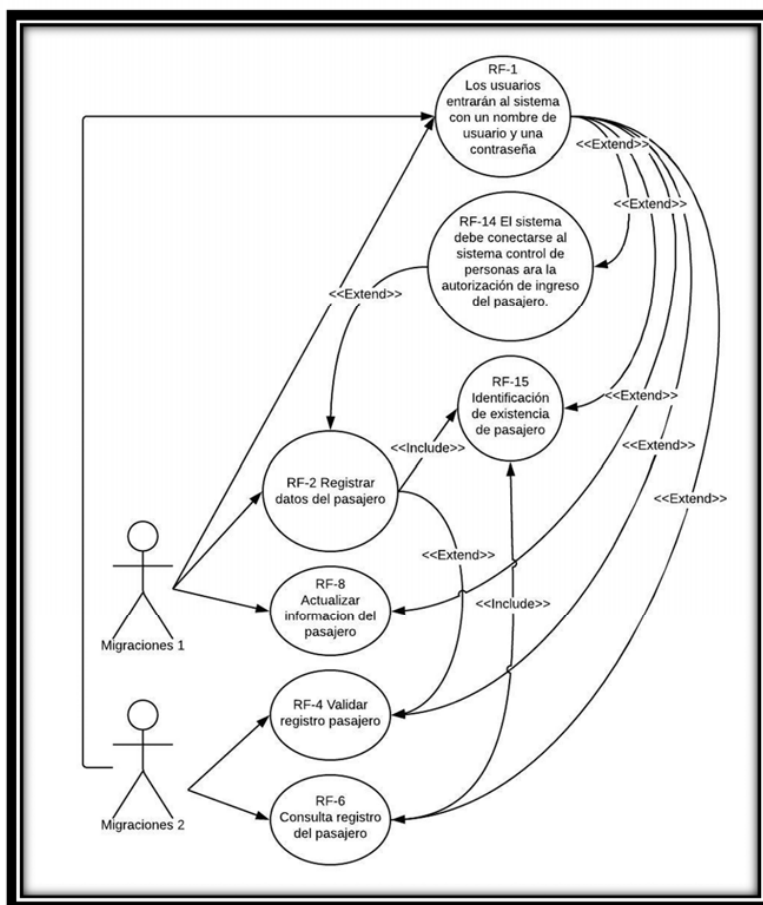 RF-1
Los usuarios
entrarán al sistema
con un nombre de
usuario y una
contraseña
<<Extend>>
<<Extend>>
RF-14 El sistema
debe conectarse al
sistema control de
personas ara la
autorización de ingreso
del pasajero.
<<Extend>>
RF-15
Identificación
de existencia
de pasajero
<<Extend>>
<<Include>>
<<Extend>>
RF-2 Registrar
datos del pasajero
<<Extend>>
<<Extend>>
RF-8
Actualizar
informacion del
pasajero
<<Include>>
Migraciones 1
RF-4 Validar
registro pasajero
RF-6
Consulta registro
del pasajero
Migraciones 2